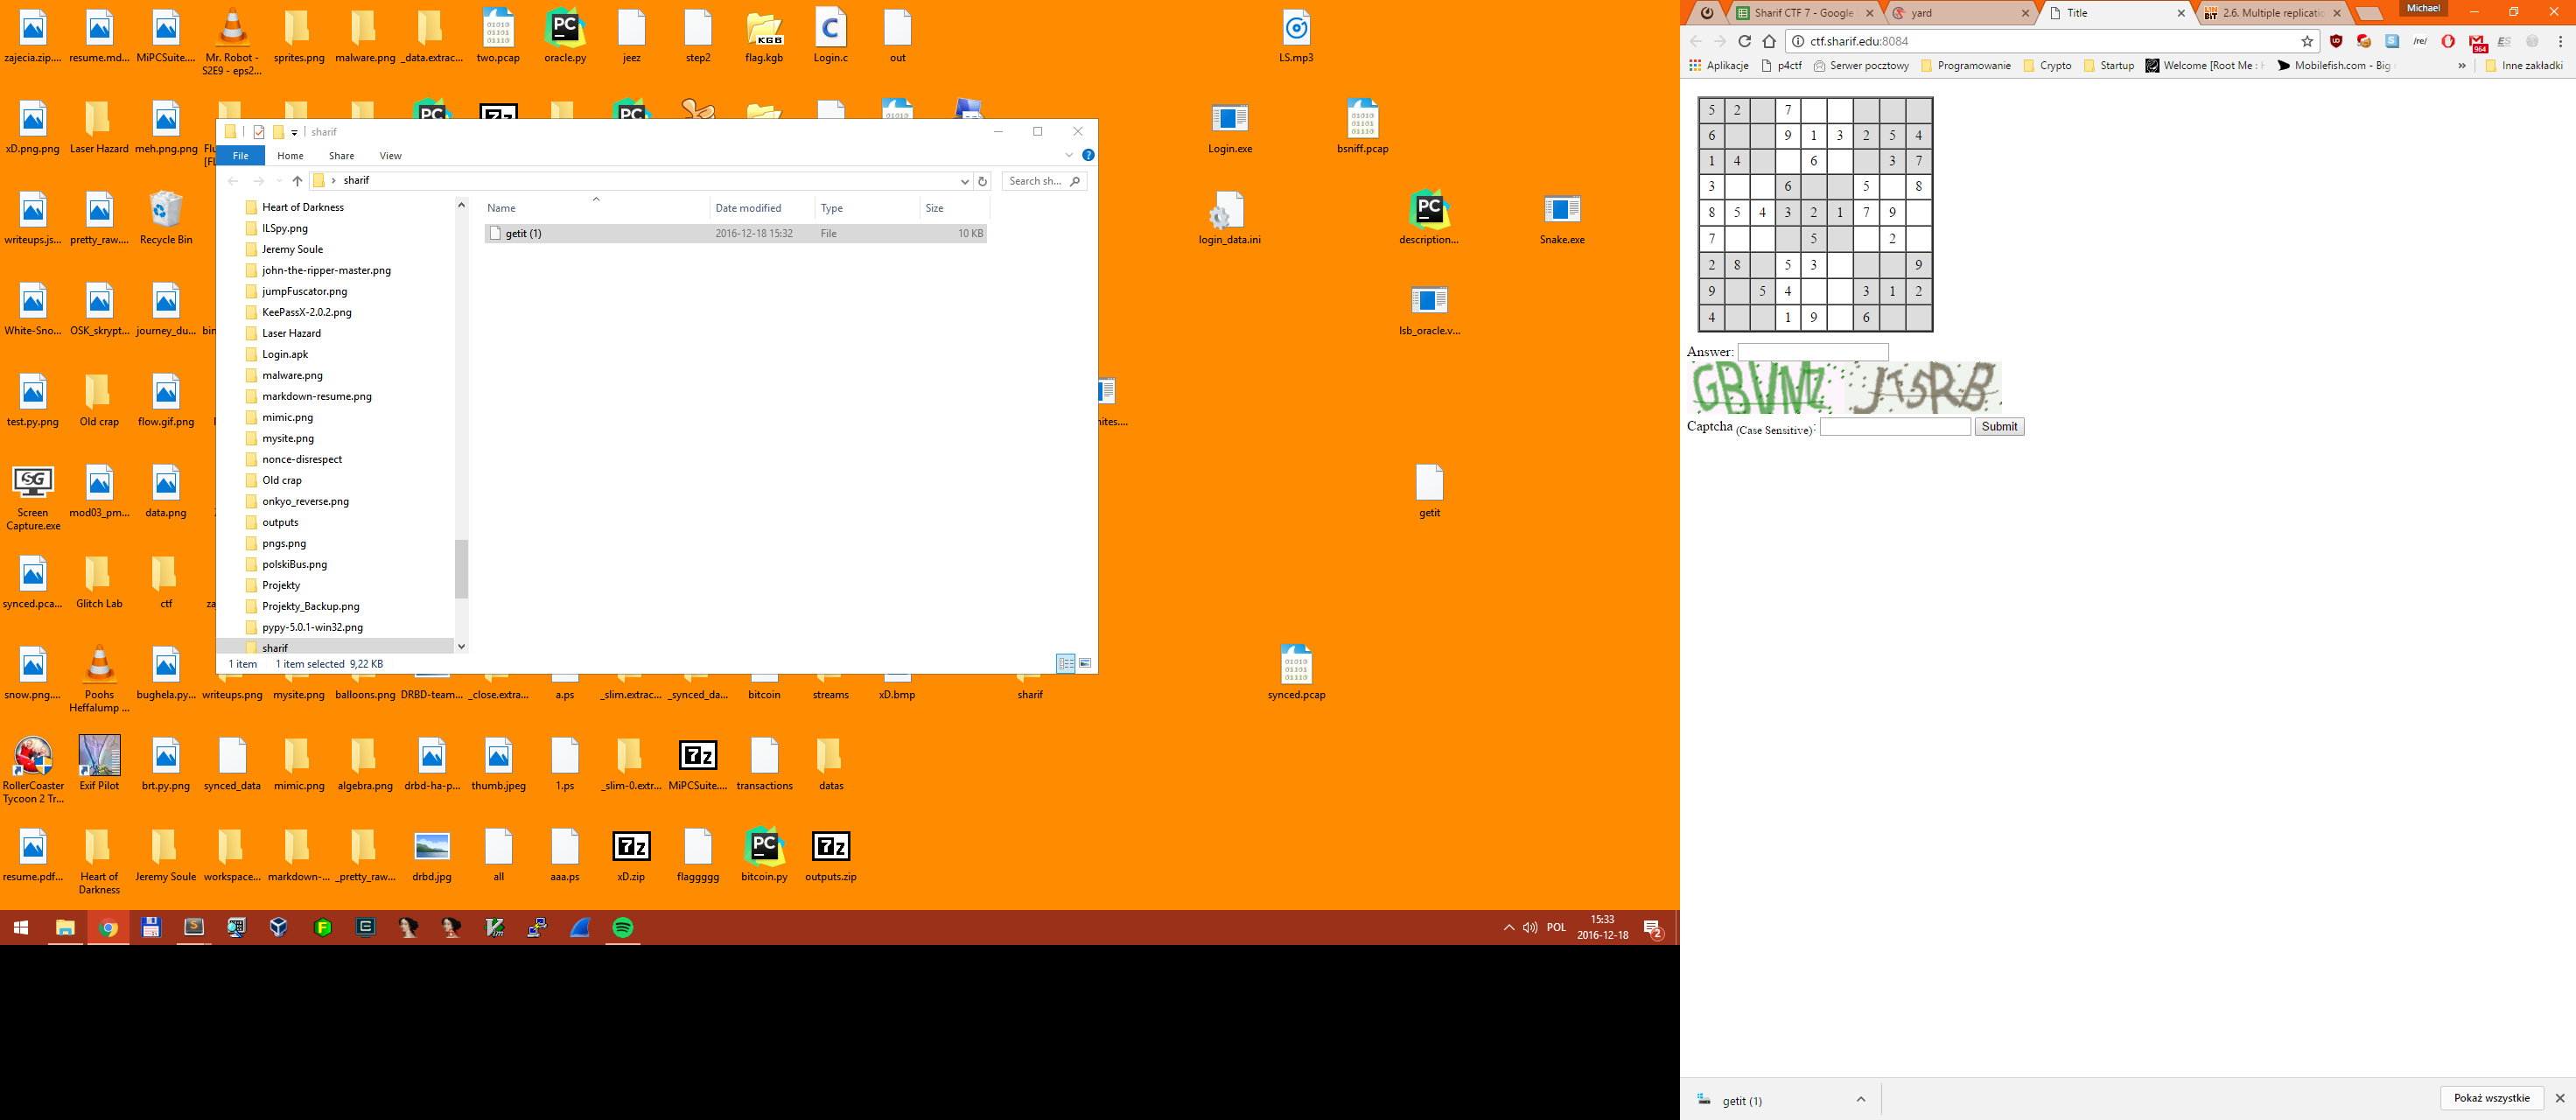 zajecia.zip.... resume.md... MiPCSuite.... Mr. Robot - S2E9 - eps2... sprites.png malware.png _data.extrac... two.pcap oracle.py jeez step2 flag.kgb Login.c out LS.mp3
xD.png.png Laser Hazard meh.png.png Login.exe bsniff.pcap
writeups.js... pretty_raw.... Recycle Bin login_data.ini description... Snake.exe
White-Sno... OSK_skrypt... journey_du... lsb_oracle.v...
test.py.png Old crap flow.gif.png nites....
Screen Capture.exe mod03_pm... data.png getit
synced.pca... Glitch Lab ctf
snow.png.... Poohs Heffalump ... bughela.py... writeups.png mysite.png balloons.png DRBD-team... _close.extra... a.ps _slim.extrac... _synced_da... bitcoin streams xD.bmp sharif synced.pcap
RollerCoaster Tycoon 2 Tr... Exif Pilot brt.py.png synced_data mimic.png algebra.png drbd-ha-p... thumb.jpeg 1.ps _slim-0.extr... MiPCSuite.... transactions datas
resume.pdf... Heart of Darkness Jeremy Soule workspace... markdown-... _pretty_raw... drbd.jpg all aaa.ps xD.zip flaggggg bitcoin.py outputs.zip
sharif
File Home Share View
sharif
Search sh...
Name Date modified Type Size
getit (1) 2016-12-18 15:32 File 10 KB
Heart of Darkness
ILSpy.png
Jeremy Soule
john-the-ripper-master.png
jumpFuscator.png
KeePassX-2.0.2.png
Laser Hazard
Login.apk
malware.png
markdown-resume.png
mimic.png
mysite.png
nonce-disrespect
Old crap
onkyo_reverse.png
outputs
pngs.png
polskiBus.png
Projekty
Projekty_Backup.png
pypy-5.0.1-win32.png
sharif
1 item 1 item selected 9,22 KB
POL
15:33
2016-12-18
2
Sharif CTF 7 - Google yard Title 2.6. Multiple replicatio Michael
ctf.sharif.edu:8084
Aplikacje p4ctf Serwer pocztowy Programowanie Crypto Startup Welcome [Root Me : Mobilefish.com - Big » Inne zakładki
5 2 7
6 9 1 3 2 5 4
1 4 6 3 7
3 6 5 8
8 5 4 3 2 1 7 9
7 5 2
2 8 5 3 9
9 5 4 3 1 2
4 1 9 6
Answer:
Captcha (Case Sensitive): Submit
getit (1)
Pokaż wszystkie